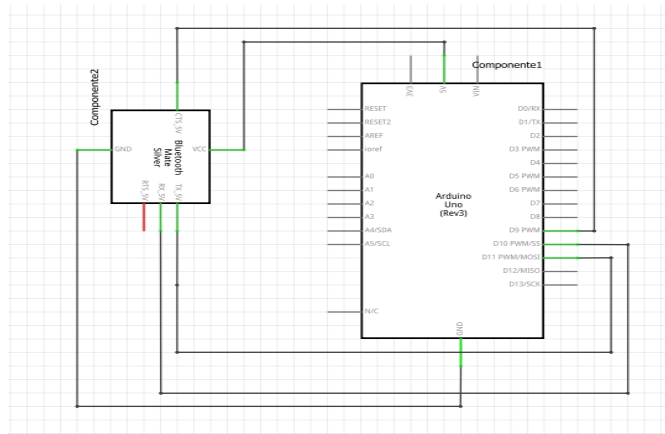 Componente2
CTS_5V
GND
VCC
Bluetooth
Mate
Silver
RTS_5V
RX_5V
TX_5V
Componente1
3V3
5V
VIN
RESET
RESET2
AREF
ioref
A0
A1
A2
A3
A4/SDA
A5/SCL
N/C
Arduino
Uno
(Rev3)
D0/RX
D1/TX
D2
D3 PWM
D4
D5 PWM
D6 PWM
D7
D8
D9 PWM
D10 PWM/SS
D11 PWM/MOSI
D12/MISO
D13/SCK
GND